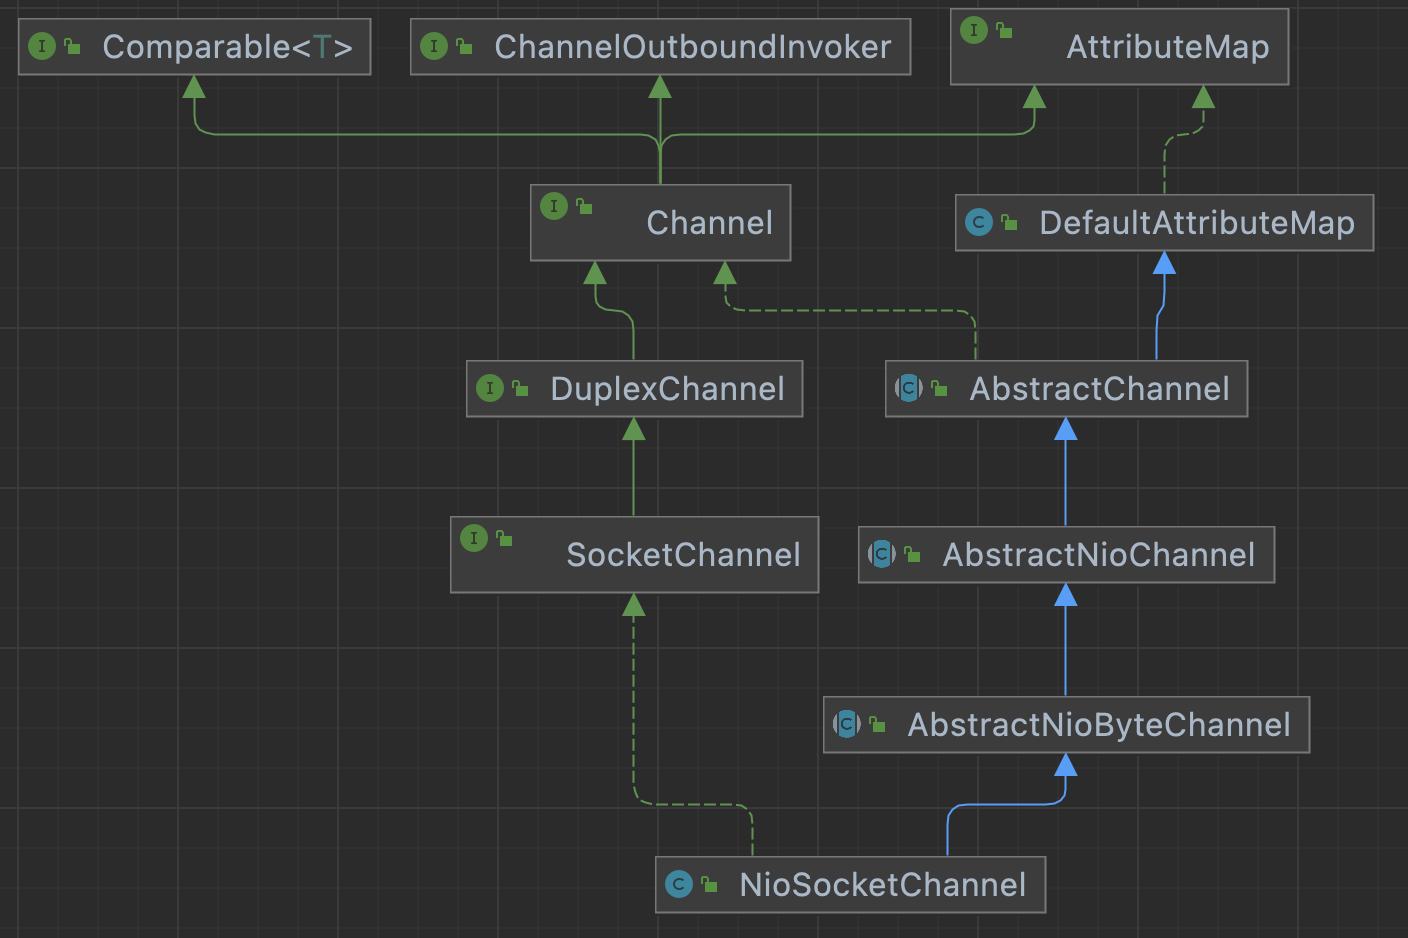 I Comparable<T>
I ChannelOutboundInvoker
I AttributeMap
I Channel
C DefaultAttributeMap
I DuplexChannel
C AbstractChannel
I SocketChannel
C AbstractNioChannel
C AbstractNioByteChannel
C NioSocketChannel